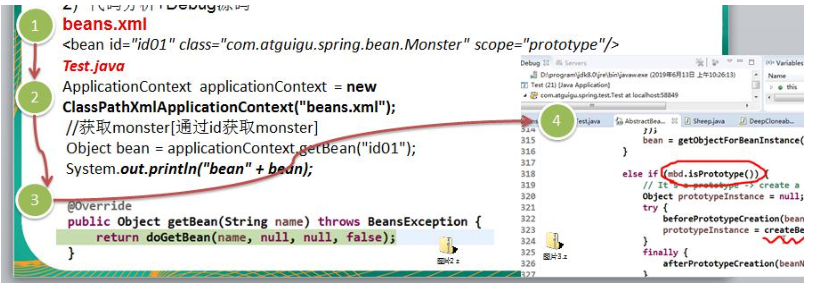 2) 代码分析+Debug源码
1
beans.xml
<bean id="id01" class="com.atguigu.spring.bean.Monster" scope="prototype"/>
Test.java
2
ApplicationContext applicationContext = new
ClassPathXmlApplicationContext("beans.xml");
//获取monster[通过id获取monster]
Object bean = applicationContext.getBean("id01");
System.out.println("bean" + bean);
3
@Override
public Object getBean(String name) throws BeansException {
return doGetBean(name, null, null, false);
}
图片2.z
Debug Servers
D:\program\jdk8.0\jre\bin\javaw.exe (2019年6月13日 上午10:26:13)
Test (21) [Java Application]
com.atguigu.spring.test.Test at localhost:58849
Variables
Name
this
4
Test.java AbstractBea... Sheep.java DeepCloneab...
314 });
315 bean = getObjectForBeanInstance(
316 }
317
318 else if (mbd.isPrototype()) {
319 // It's a prototype -> create a
320 Object prototypeInstance = null;
321 try {
322 beforePrototypeCreation(bean
323 prototypeInstance = createBe
324 }
325 finally {
326 afterPrototypeCreation(beanN
327 }
图片3.z